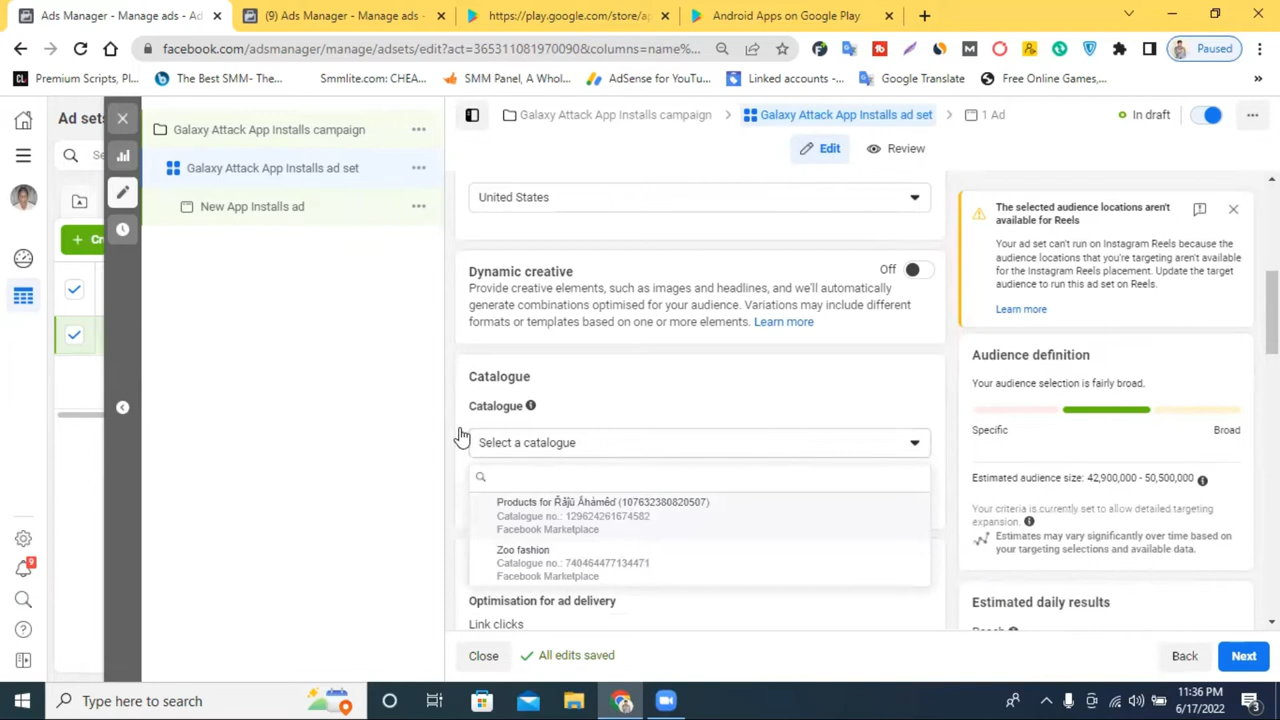 Ads Manager - Manage ads - Ad
(9) Ads Manager - Manage ads -
https://play.google.com/store/ap
Android Apps on Google Play
facebook.com/adsmanager/manage/adsets/edit?act=3653110819700908&columns=name%...
Paused
Premium Scripts, Pl...
The Best SMM- The...
Smmlite.com: CHEA...
SMM Panel, A Whol...
AdSense for YouTu...
Linked accounts -...
Google Translate
Free Online Games,...
»
Ad sets
Galaxy Attack App Installs campaign
Galaxy Attack App Installs ad set
New App Installs ad
Galaxy Attack App Installs campaign
Galaxy Attack App Installs ad set
1 Ad
In draft
Edit
Review
United States
Dynamic creative
Off
Provide creative elements, such as images and headlines, and we'll automatically
generate combinations optimised for your audience. Variations may include different
formats or templates based on one or more elements. Learn more
Catalogue
Catalogue
Select a catalogue
Products for Řåjū Åháměď (107632380820507)
Catalogue no.: 129624261674582
Facebook Marketplace
Zoo fashion
Catalogue no.: 740464477134471
Facebook Marketplace
Optimisation for ad delivery
Link clicks
The selected audience locations aren't
available for Reels
Your ad set can't run on Instagram Reels because the
audience locations that you're targeting aren't
available for the Instagram Reels placement. Update the target
audience to run this ad set on Reels.
Learn more
Audience definition
Your audience selection is fairly broad.
Specific
Broad
Estimated audience size: 42,900,000 - 50,500,000
Your criteria is currently set to allow detailed targeting
expansion.
Estimates may vary significantly over time based on
your targeting selections and available data.
Estimated daily results
Close
All edits saved
Back
Next
9
Type here to search
11:36 PM
6/17/2022
3